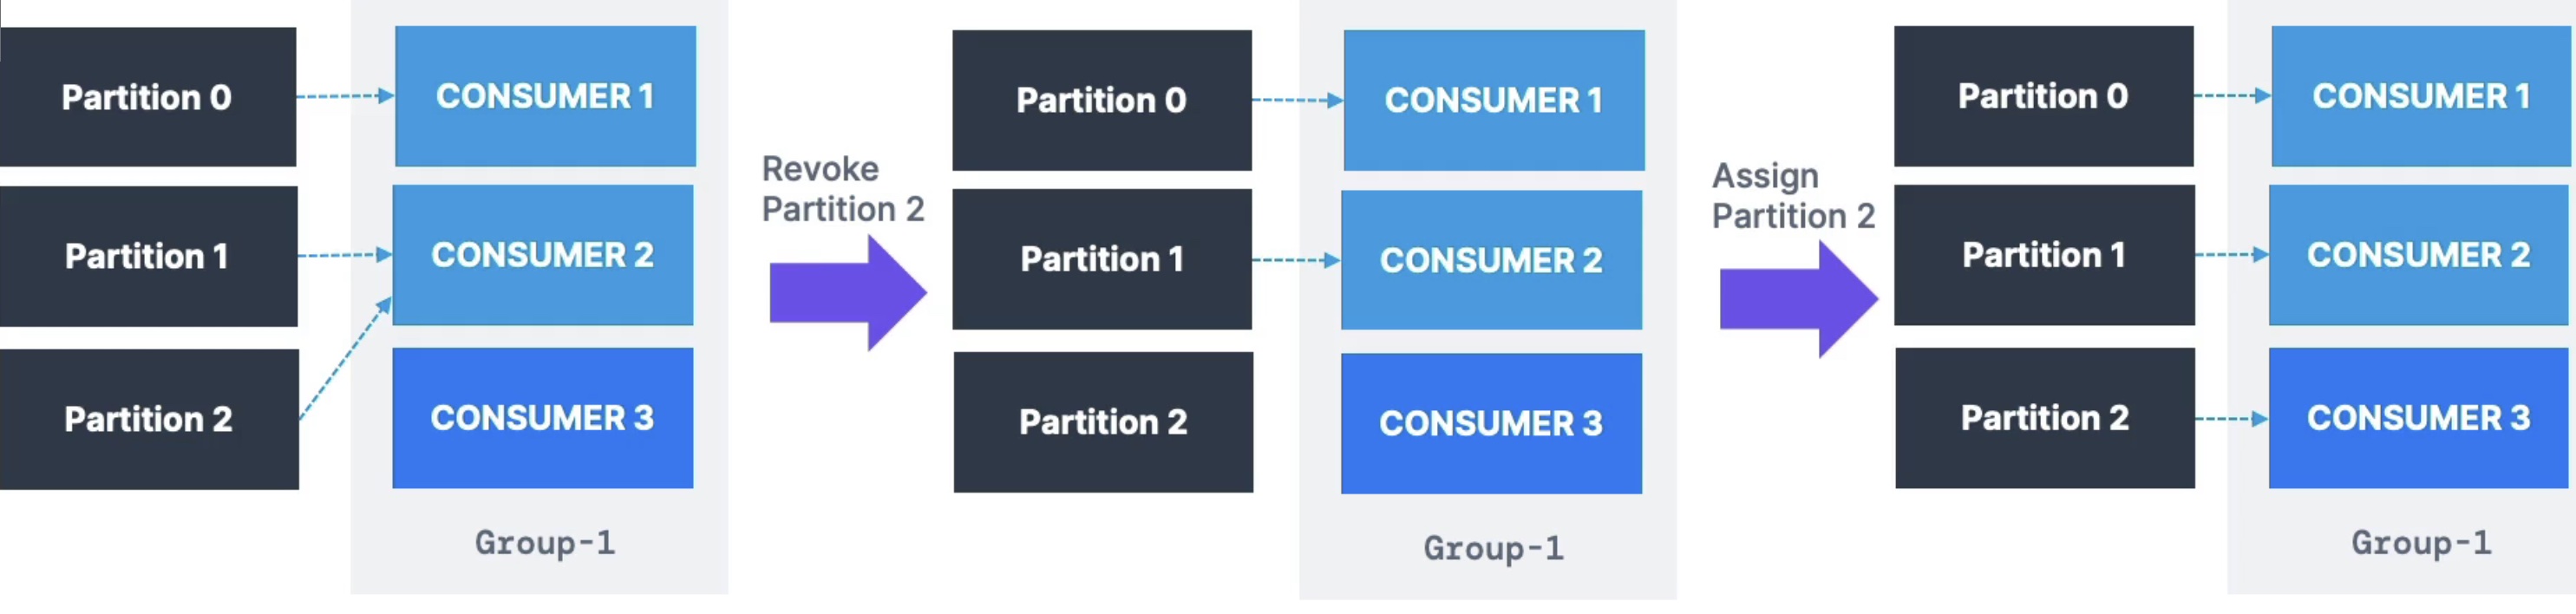 Partition 0
CONSUMER 1
Partition 1
CONSUMER 2
Partition 2
CONSUMER 3
Group-1
Revoke
Partition 2
Partition 0
CONSUMER 1
Partition 1
CONSUMER 2
Partition 2
CONSUMER 3
Group-1
Assign
Partition 2
Partition 0
CONSUMER 1
Partition 1
CONSUMER 2
Partition 2
CONSUMER 3
Group-1